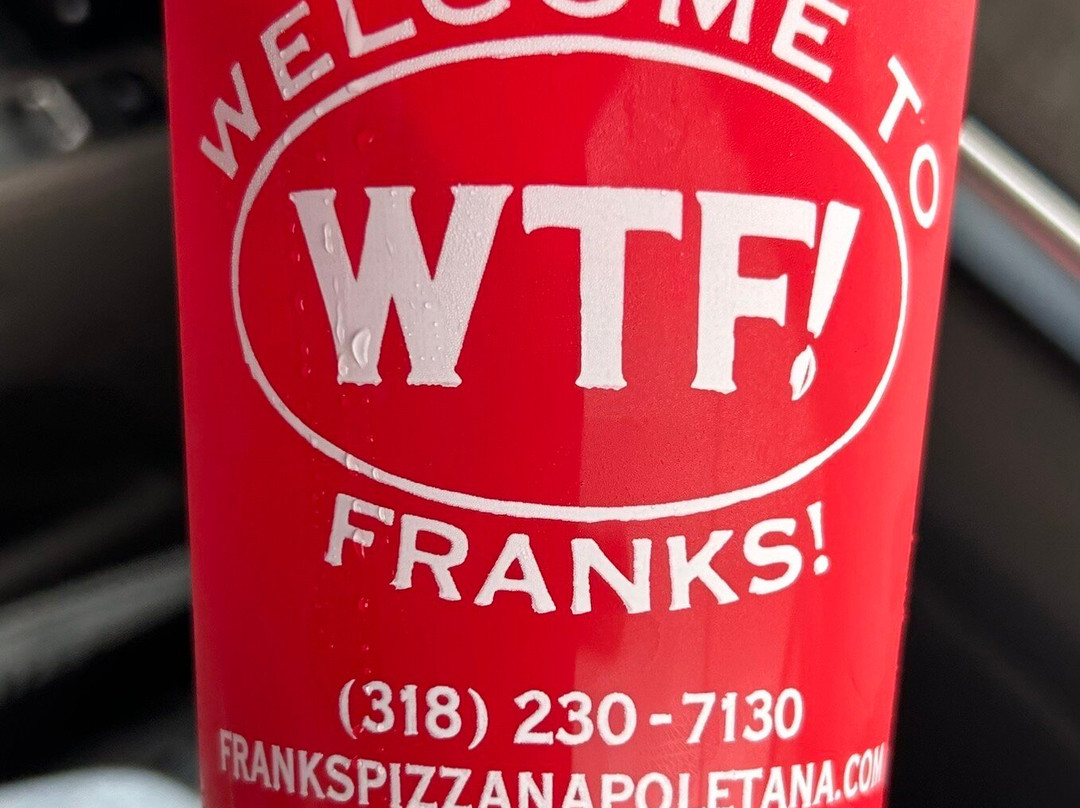 WELCOME TO
WTF!
FRANKS!
(318) 230-7130
FRANKSPIZZANAPOLETANA.COM